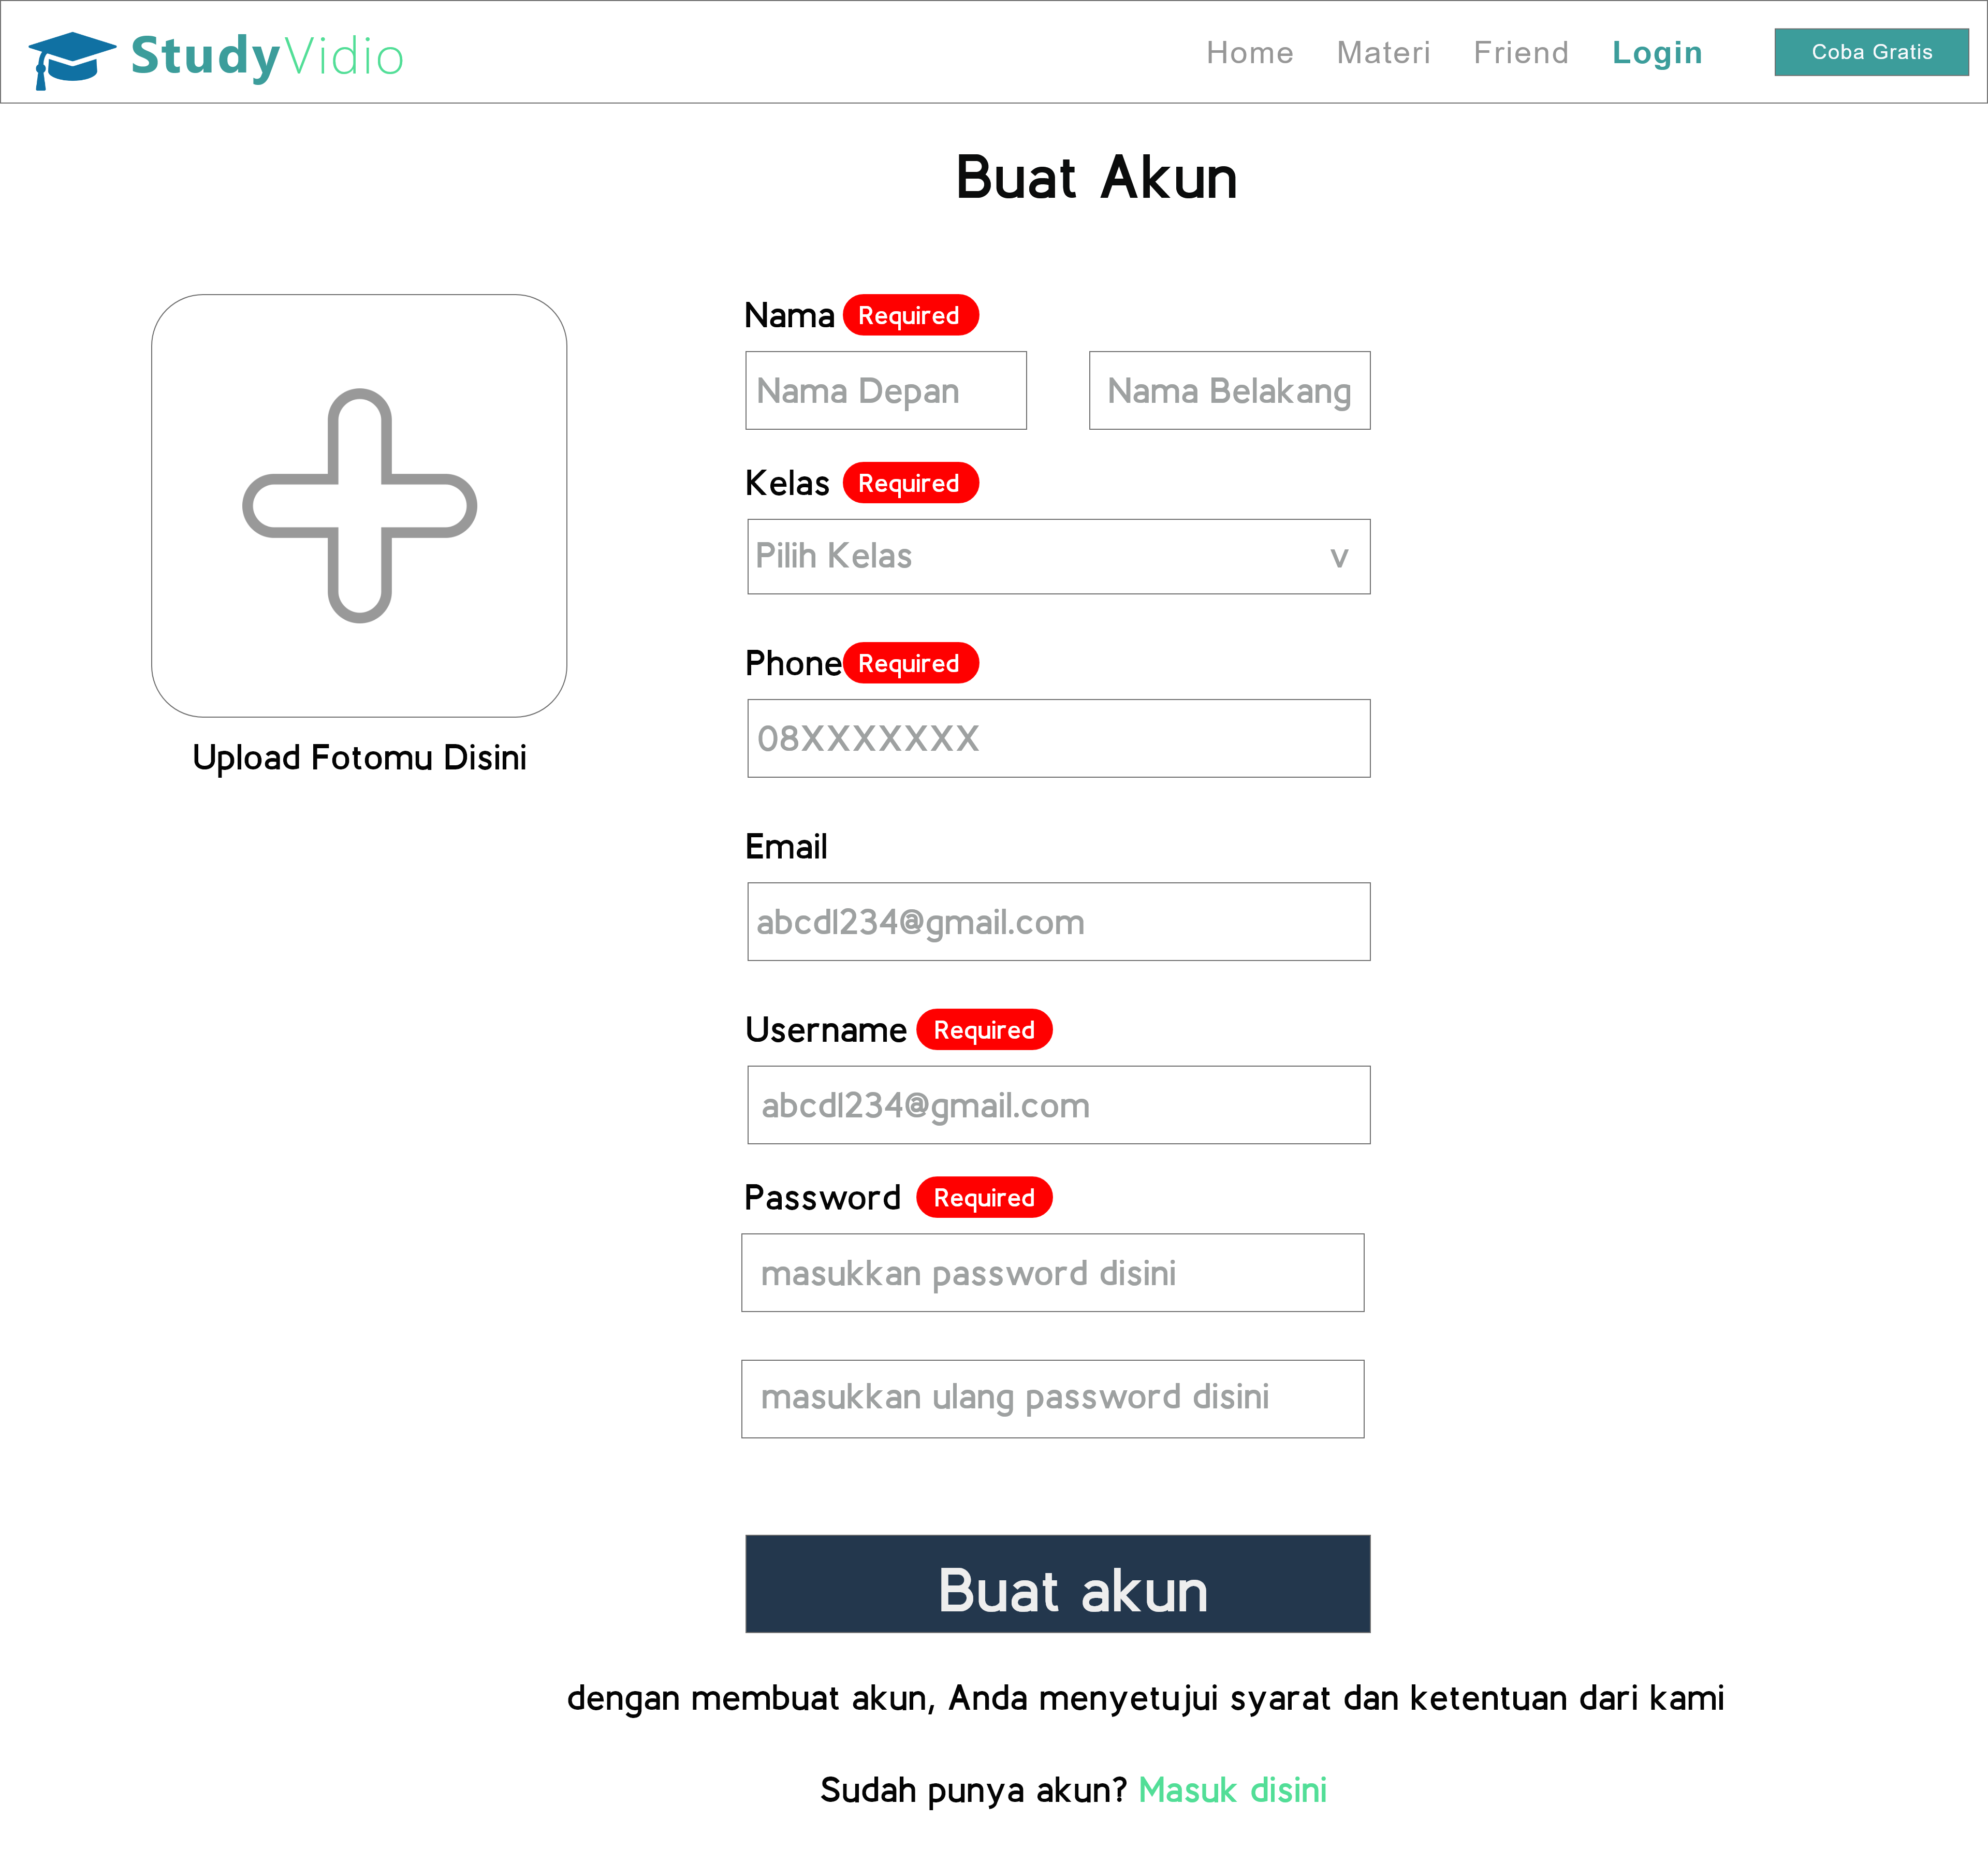 StudyVidio
Home Materi Friend Login Coba Gratis
Buat Akun
Nama Required
Nama Depan Nama Belakang
Kelas Required
Pilih Kelas v
Phone Required
08XXXXXXX
Upload Fotomu Disini
Email
abcd1234@gmail.com
Username Required
abcd1234@gmail.com
Password Required
masukkan password disini
masukkan ulang password disini
Buat akun
dengan membuat akun, Anda menyetujui syarat dan ketentuan dari kami
Sudah punya akun? Masuk disini